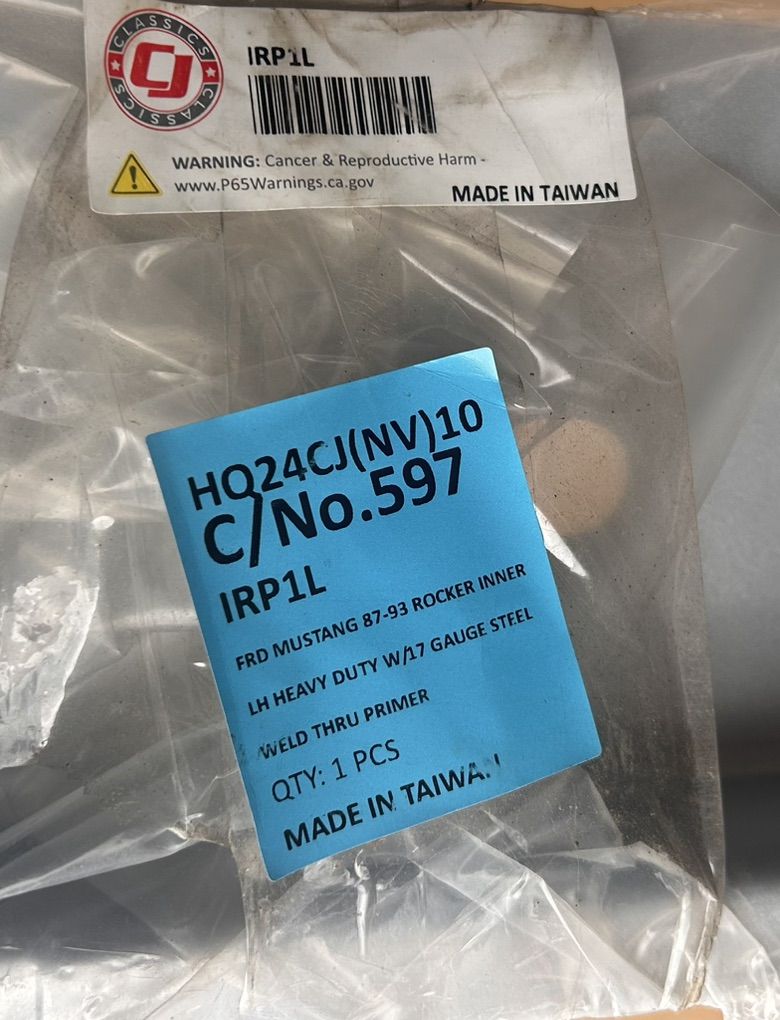 CLASSICS
CJ
CLASSICS
IRP1L
WARNING: Cancer & Reproductive Harm -
www.P65Warnings.ca.gov
MADE IN TAIWAN
HQ24CJ(NV)10
C/No.597
IRP1L
FRD MUSTANG 87-93 ROCKER INNER
LH HEAVY DUTY W/17 GAUGE STEEL
WELD THRU PRIMER
QTY: 1 PCS
MADE IN TAIWAN